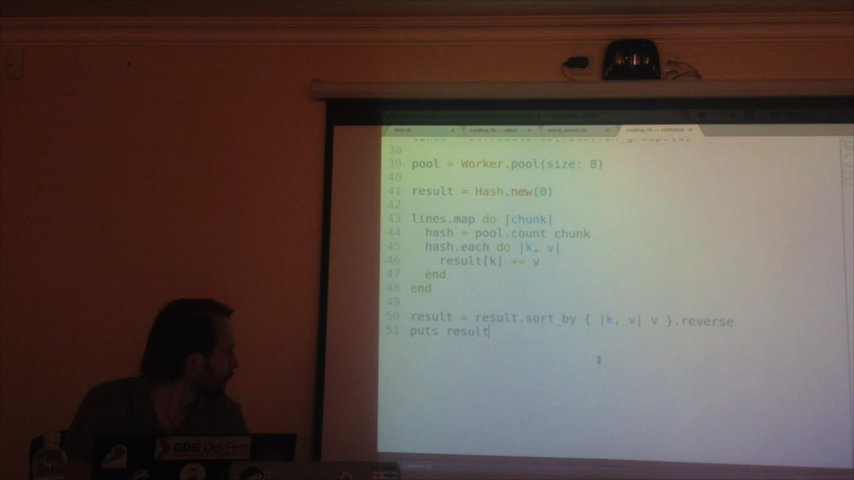 word_count.rb
38
39 pool = Worker.pool(size: 8)
40
41 result = Hash.new(0)
42
43 lines.map do |chunk|
44 hash = pool.count chunk
45 hash.each do |k, v|
46 result[k] += v
47 end
48 end
49
50 result = result.sort_by { |k, v| v }.reverse
51 puts result
GDG DevFest